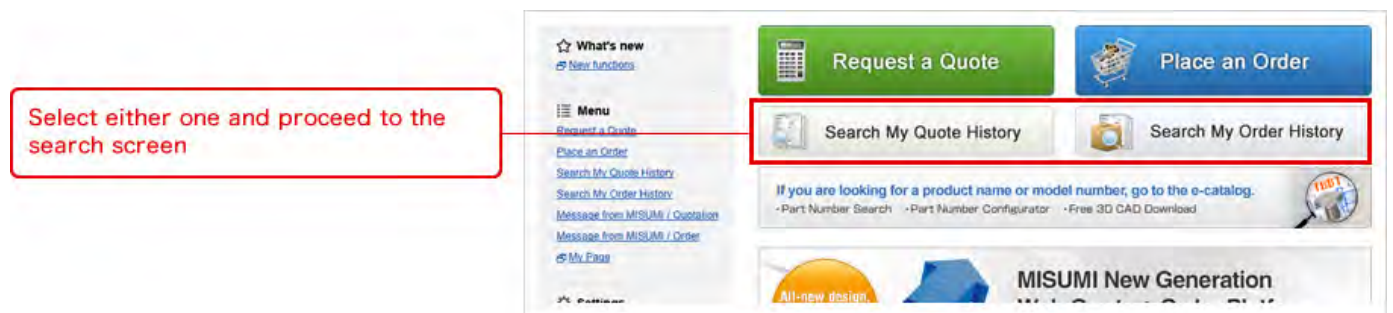 Select either one and proceed to the
search screen
What's new
New functions
Menu
Request a Quote
Place an Order
Search My Quote History
Search My Order History
Message from MISUMI / Quotation
Message from MISUMI / Order
My Page
Settings
Request a Quote
Place an Order
Search My Quote History
Search My Order History
If you are looking for a product name or model number, go to the e-catalog.
・Part Number Search ・Part Number Configurator ・Free 3D CAD Download
All-new design,
MISUMI New Generation